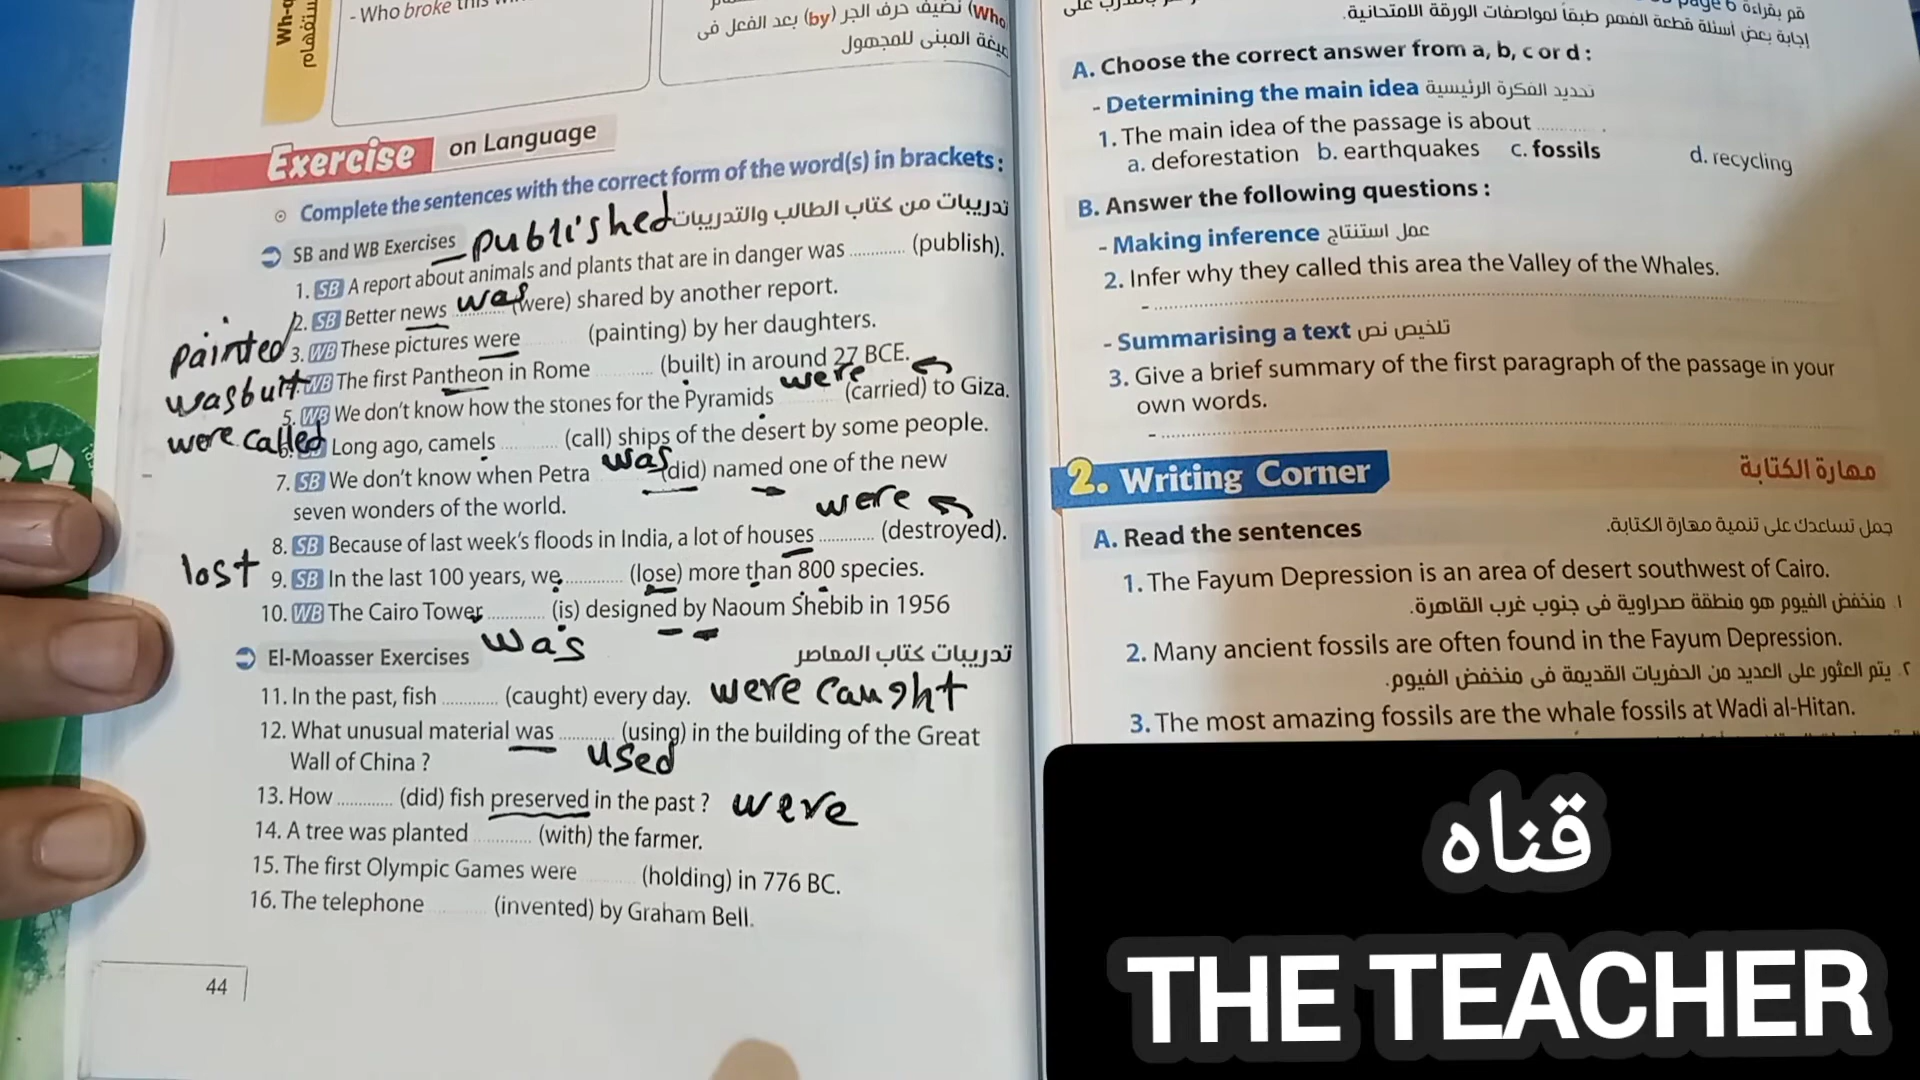 Wh-q
- Who broke this
(Who
نضيف حرف الجر (by) بعد الفعل فى
صيغة المبنى للمجهول
Exercise on Language
Complete the sentences with the correct form of the word(s) in brackets :
تدريبات من كتاب الطالب والتدريبات
SB and WB Exercises
published
1. SB A report about animals and plants that are in danger was ............ (publish).
2. SB Better news ............ (were) shared by another report.
was
3. WB These pictures were ............ (painting) by her daughters.
painted
WB The first Pantheon in Rome ............ (built) in around 27 BCE.
was buit
5. WB We don't know how the stones for the Pyramids ............ (carried) to Giza.
were
6. Long ago, camels ............ (call) ships of the desert by some people.
were called
7. SB We don't know when Petra ............ (did) named one of the new
was
seven wonders of the world.
were
8. SB Because of last week's floods in India, a lot of houses ............ (destroyed).
9. SB In the last 100 years, we ............ (lose) more than 800 species.
lost
10. WB The Cairo Tower ............ (is) designed by Naoum Shebib in 1956
was
El-Moasser Exercises
تدريبات كتاب المعاصر
11. In the past, fish ............ (caught) every day.
were caught
12. What unusual material was ............ (using) in the building of the Great
Wall of China ?
used
13. How ............ (did) fish preserved in the past ?
were
14. A tree was planted ............ (with) the farmer.
15. The first Olympic Games were ............ (holding) in 776 BC.
16. The telephone ............ (invented) by Graham Bell.
44
page 6 قم بقراءة
إجابة بعض أسئلة قطعة الفهم طبقاً لمواصفات الورقة الامتحانية.
A. Choose the correct answer from a, b, c or d :
- Determining the main idea تحديد الفكرة الرئيسية
1. The main idea of the passage is about ............ .
a. deforestation b. earthquakes c. fossils d. recycling
B. Answer the following questions :
- Making inference عمل استنتاج
2. Infer why they called this area the Valley of the Whales.
-
- Summarising a text تلخيص نص
3. Give a brief summary of the first paragraph of the passage in your
own words.
-
2. Writing Corner
مهارة الكتابة
A. Read the sentences
جمل تساعدك على تنمية مهارة الكتابة.
1. The Fayum Depression is an area of desert southwest of Cairo.
١. منخفض الفيوم هو منطقة صحراوية فى جنوب غرب القاهرة.
2. Many ancient fossils are often found in the Fayum Depression.
٢. يتم العثور على العديد من الحفريات القديمة فى منخفض الفيوم.
3. The most amazing fossils are the whale fossils at Wadi al-Hitan.
قناه
THE TEACHER